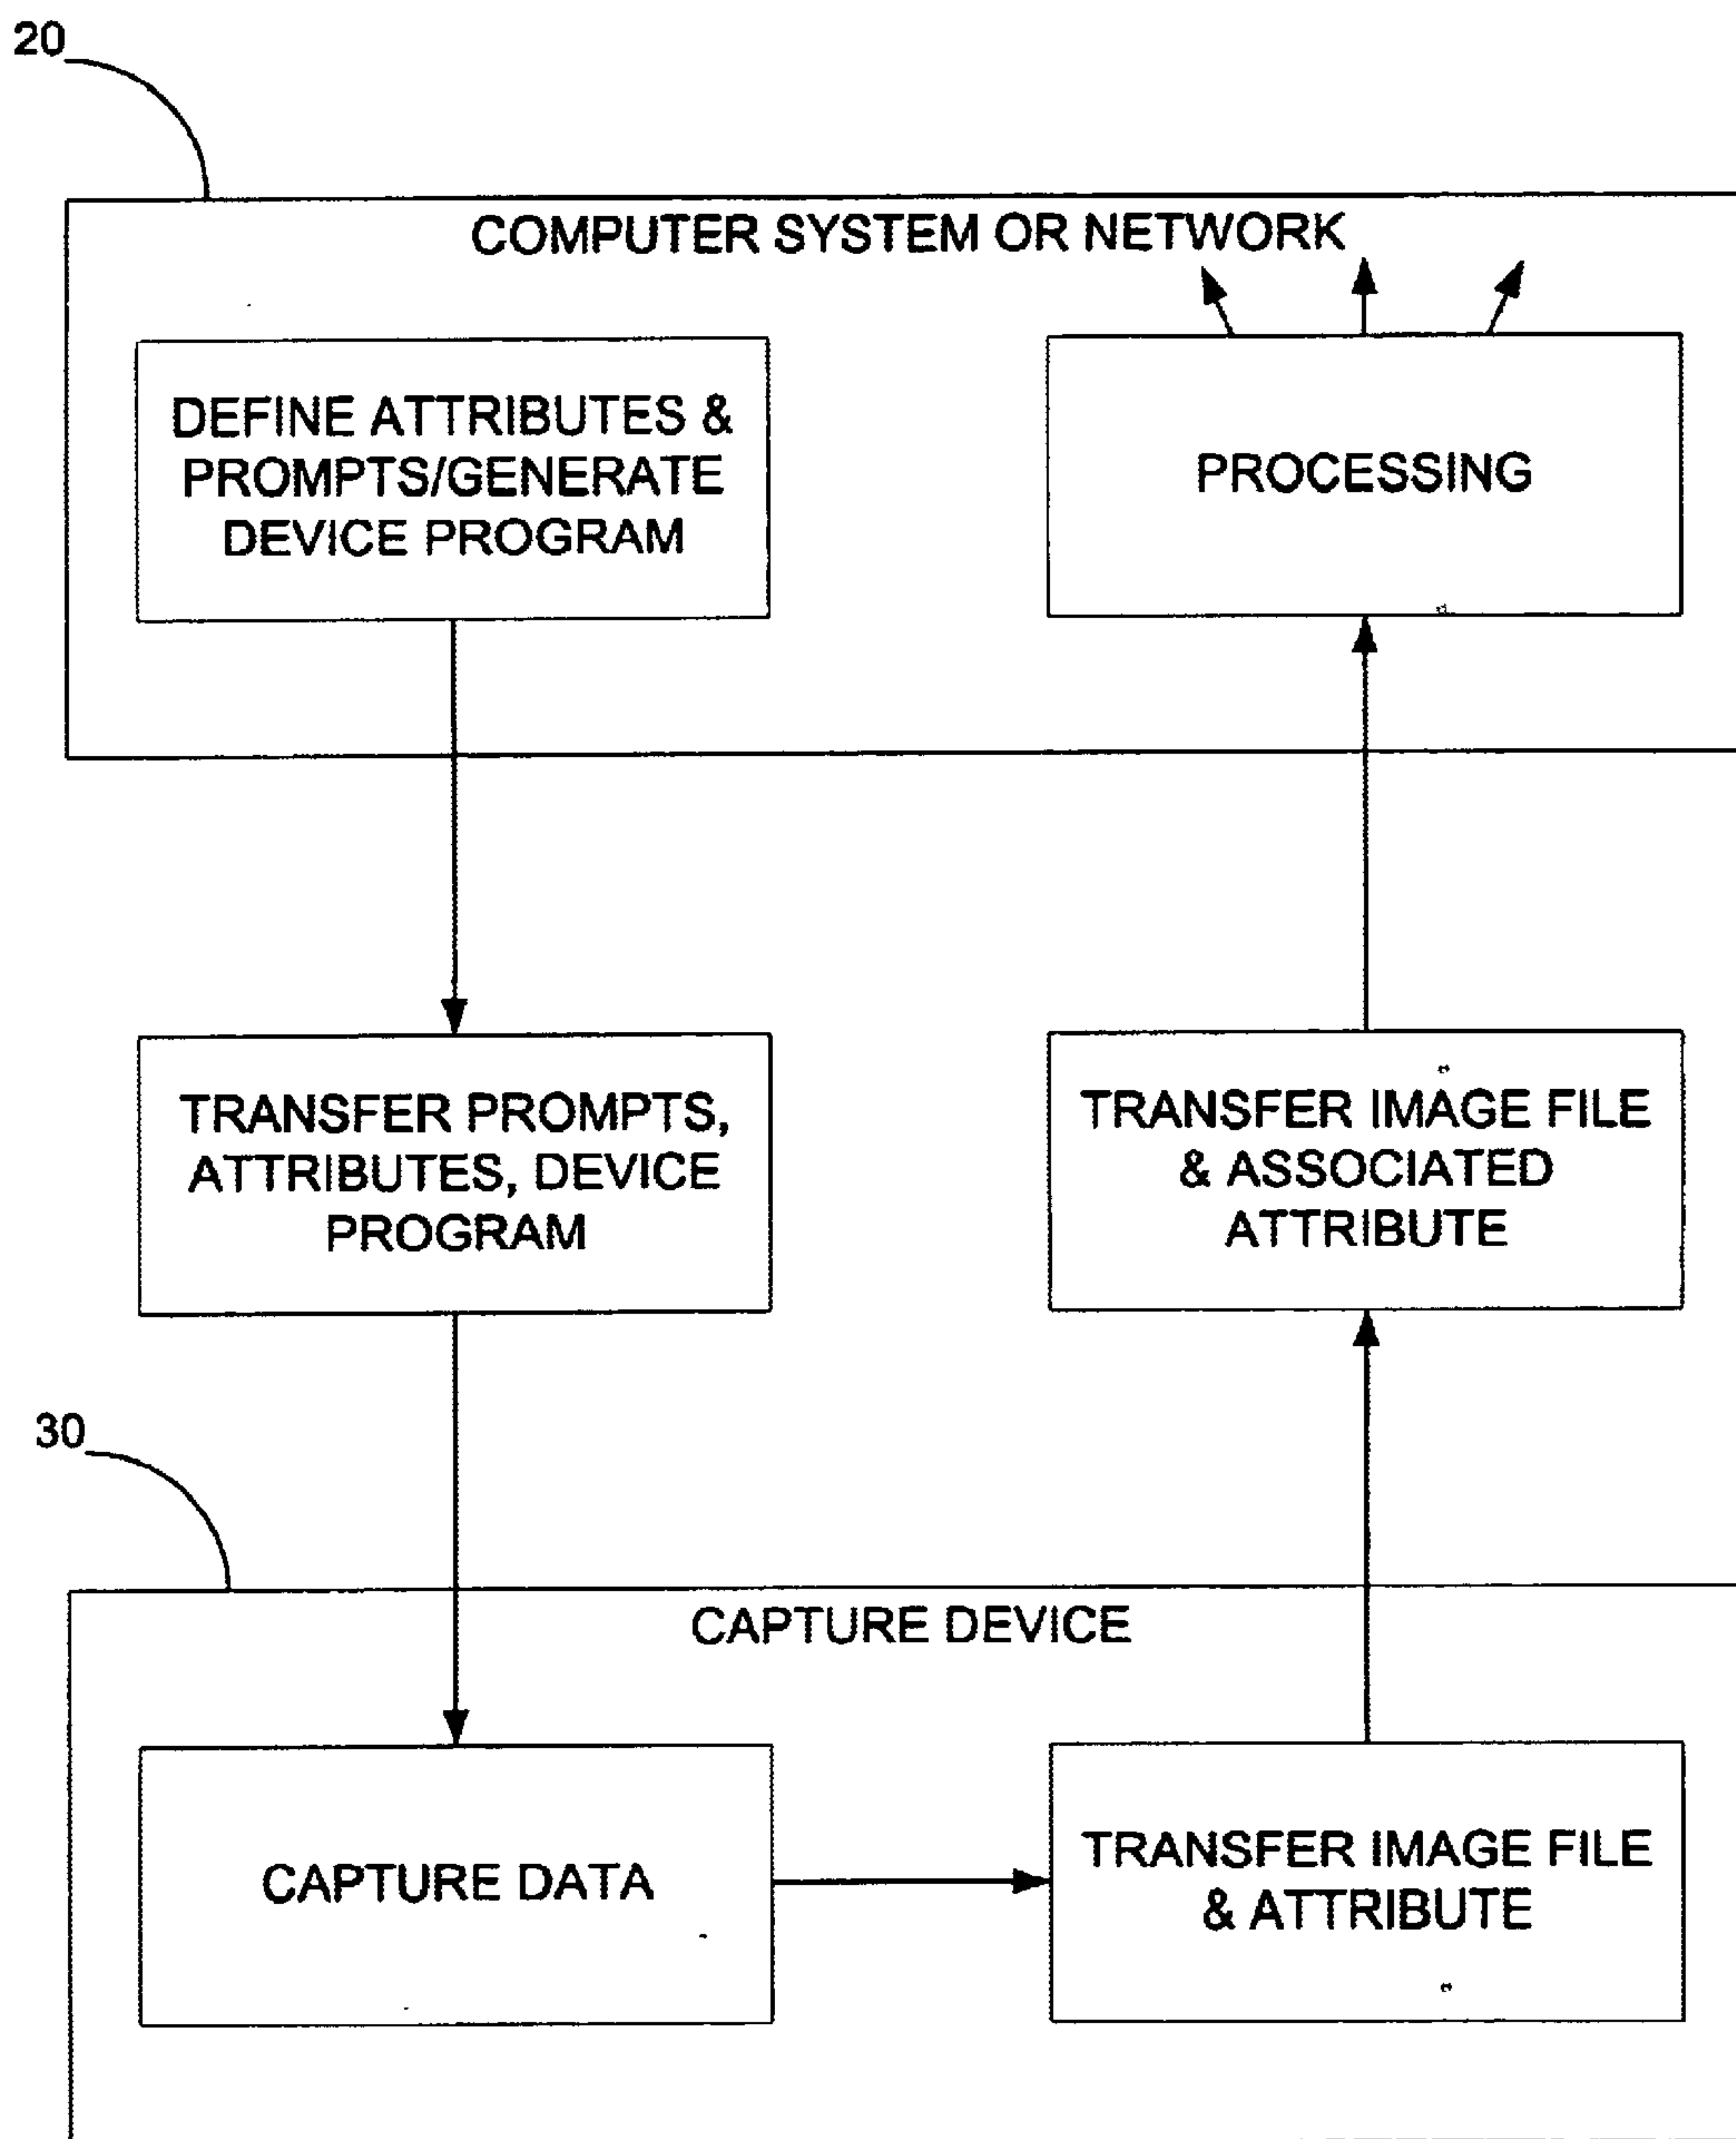 20
COMPUTER SYSTEM OR NETWORK
DEFINE ATTRIBUTES &
PROMPTS/GENERATE
DEVICE PROGRAM
PROCESSING
TRANSFER PROMPTS,
ATTRIBUTES, DEVICE
PROGRAM
TRANSFER IMAGE FILE
& ASSOCIATED
ATTRIBUTE
30
CAPTURE DEVICE
CAPTURE DATA
TRANSFER IMAGE FILE
& ATTRIBUTE